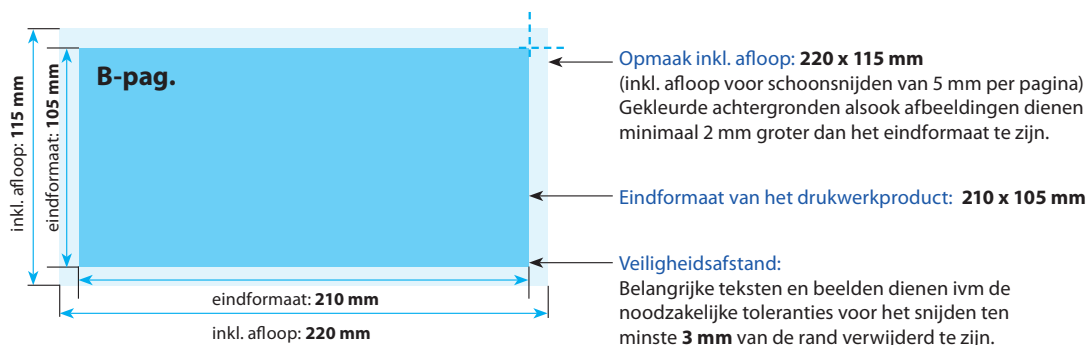 B-pag.
inkl. afloop: 115 mm
eindformaat: 105 mm
eindformaat: 210 mm
inkl. afloop: 220 mm
Opmaak inkl. afloop: 220 x 115 mm
(inkl. afloop voor schoonsnijden van 5 mm per pagina)
Gekleurde achtergronden alsook afbeeldingen dienen
minimaal 2 mm groter dan het eindformaat te zijn.
Eindformaat van het drukwerkproduct: 210 x 105 mm
Veiligheidsafstand:
Belangrijke teksten en beelden dienen ivm de
noodzakelijke toleranties voor het snijden ten
minste 3 mm van de rand verwijderd te zijn.